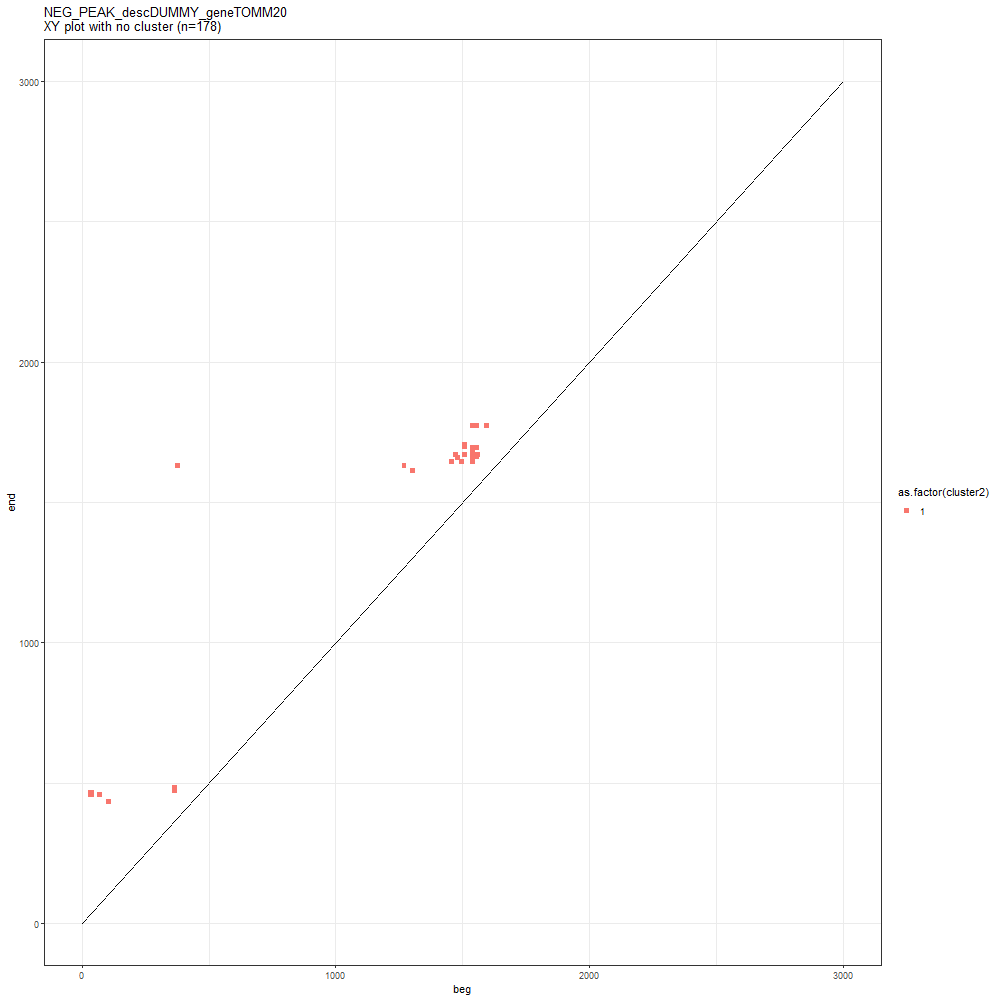 NEG_PEAK_descDUMMY_geneTOMM20
XY plot with no cluster (n=178)
3000
2000
1000
0
end
0
1000
2000
3000
beg
as.factor(cluster2)
1